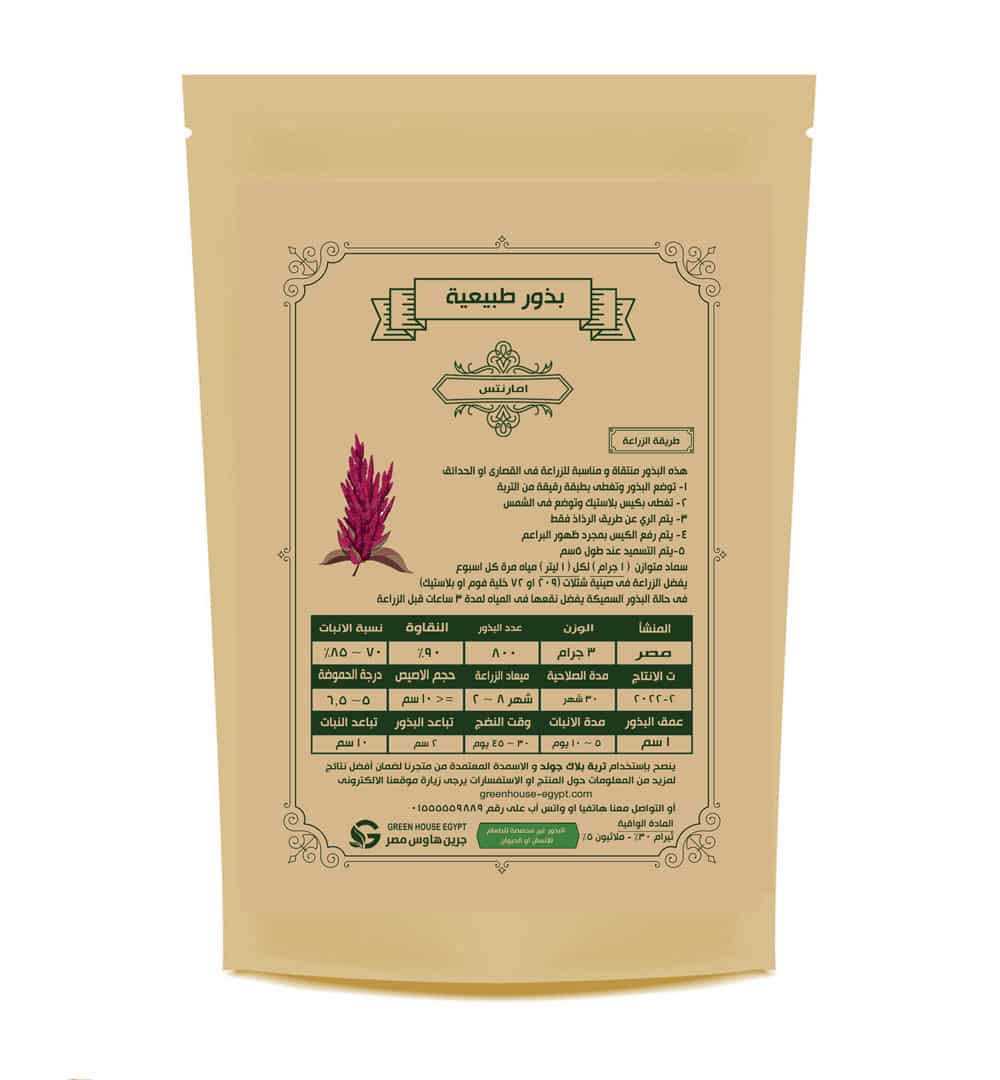 بذور طبيعية
امارنتس
طريقة الزراعة
هذه البذور منتقاة و مناسبة للزراعة فى القصارى او الحدائق
١- توضع البذور وتغطى بطبقة رقيقة من التربة
٢- تغطى بكيس بلاستيك وتوضع فى الشمس
٣- يتم الري عن طريق الرذاذ فقط
٤- يتم رفع الكيس بمجرد ظهور البراعم
٥-يتم التسميد عند طول ٥سم
سماد متوازن ( ١ جرام ) لكل ( ١ ليتر ) مياه مرة كل اسبوع
يفضل الزراعة فى صينية شتلات (٢٠٩ او ٧٢ خلية فوم او بلاستيك)
فى حالة البذور السميكة يفضل نقعها فى المياه لمدة ٣ ساعات قبل الزراعة
المنشأ الوزن عدد البذور النقاوة نسبة الانبات
مصر ٣ جرام ٨٠٠ ٩٠٪ ٧٠ ~ ٨٥٪
ت الانتاج مدة الصلاحية ميعاد الزراعة حجم الاصيص درجة الحموضة
٢-٢٠٢٢ ٣٠ شهر شهر ٨ ~ ٢ =< ١٠ سم ٥~ ٦,٥
عمق البذور مدة الانبات وقت النضج تباعد البذور تباعد النبات
١ سم ٥ ~ ١٠ يوم ٣٠ ~ ٤٥ يوم ٢ سم ١٠ سم
ينصح بإستخدام تربة بلاك جولد و الاسمدة المعتمدة من متجرنا لضمان أفضل نتائج
لمزيد من المعلومات حول المنتج او الاستفسارات يرجى زيارة موقعنا الالكترونى
greenhouse-egypt.com
أو التواصل معنا هاتفيا او واتس أب على رقم ٠١٥٥٥٥٥٩٨٨٩
المادة الواقية
ثيرام ٣٠٪ - ملاثيون ٥٪
البذور غير مخصصة للطعام
للانسان او الحيوان
GREEN HOUSE EGYPT
جرين هاوس مصر